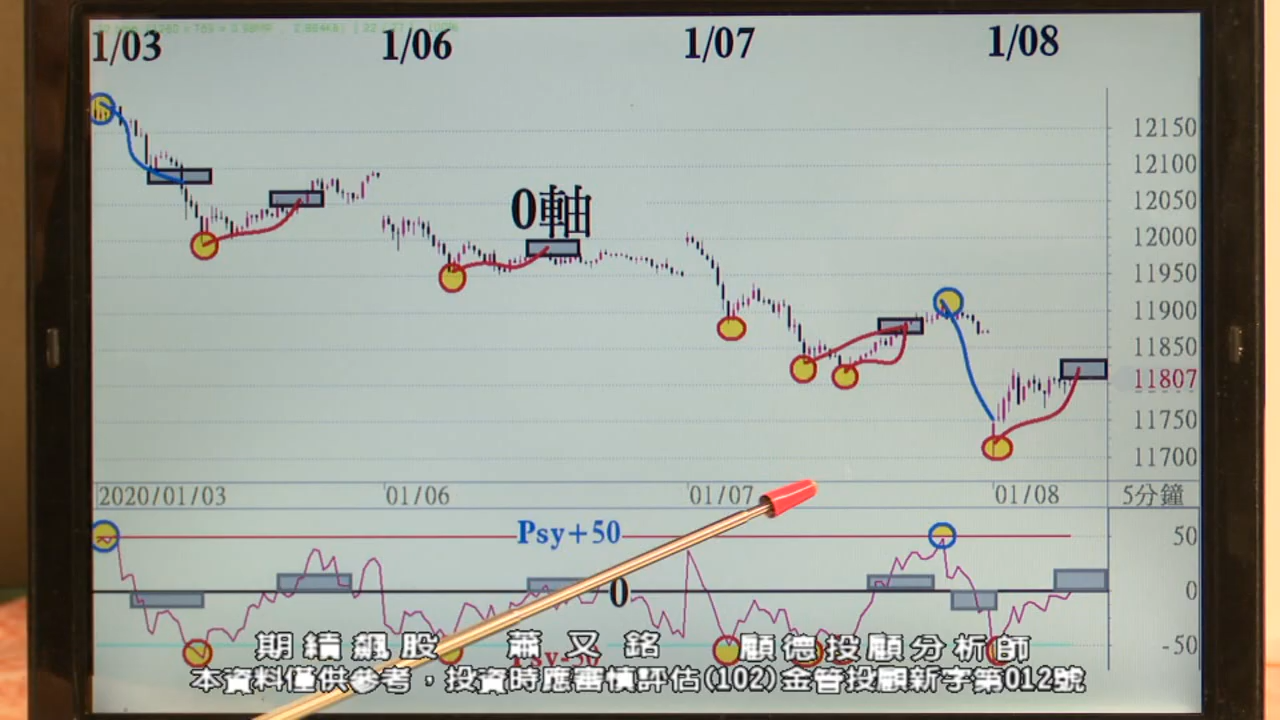 1/03 1/06 1/07 1/08
12150
12100
12050
0軸
12000
11950
11900
11850
11807
11750
11700
2020/01/03 01/06 01/07 01/08 5分鐘
Psy+50 50
0 0
Psy-50 -50
期績飆股 蕭又銘 顧德投顧分析師
本資料僅供參考，投資時應審慎評估(102)金管投顧新字第012號